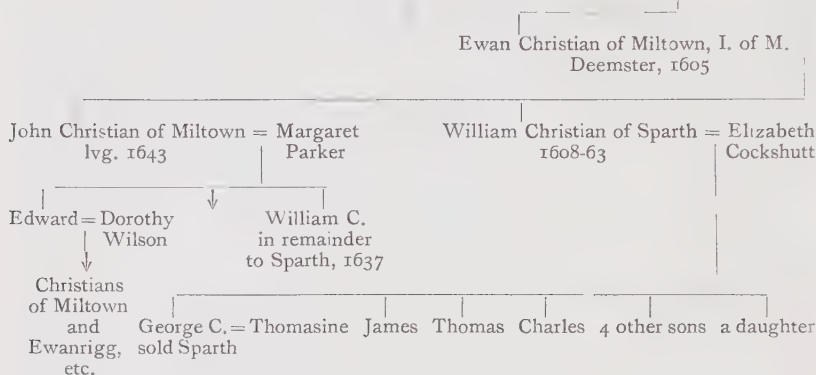 Ewan Christian of Miltown, I. of M.
Deemster, 1605
John Christian of Miltown = Margaret
lvg. 1643 Parker
William Christian of Sparth = Elizabeth
1608-63 Cockshutt
Edward = Dorothy
Wilson
William C.
in remainder
to Sparth, 1637
Christians
of Miltown
and
Ewanrigg,
etc.
George C. = Thomasine James Thomas Charles 4 other sons a daughter
sold Sparth